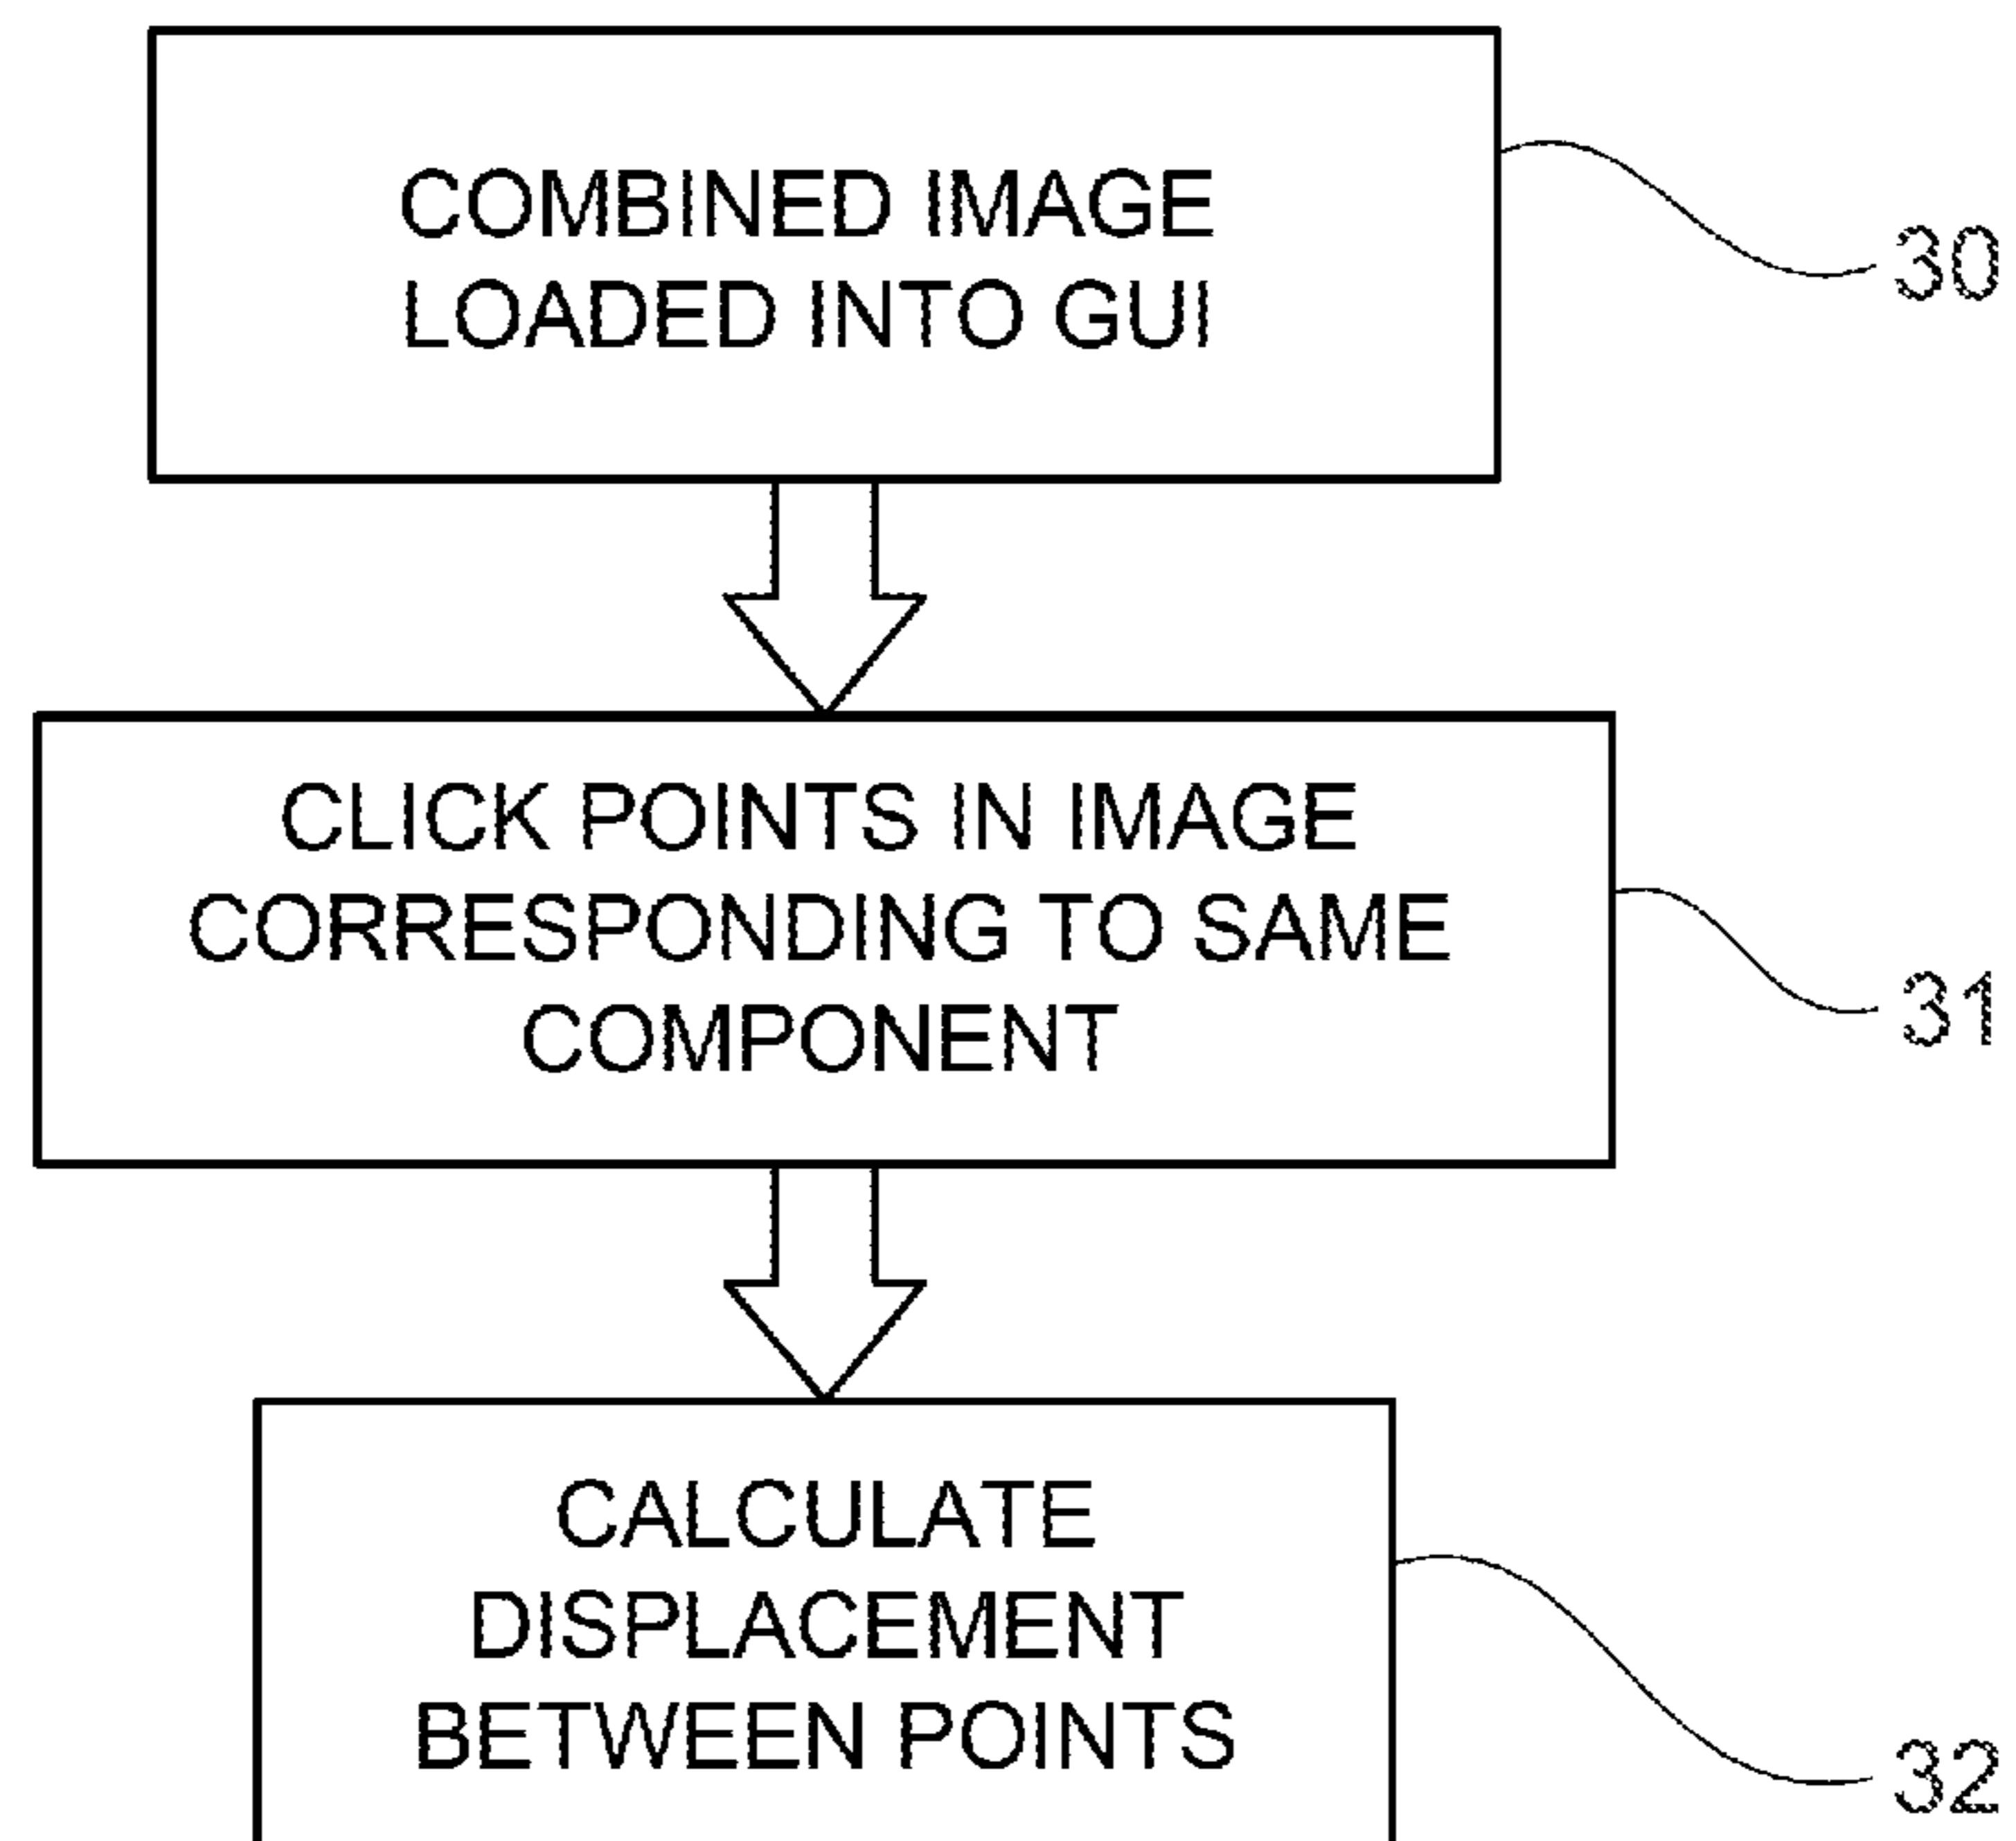 COMBINED IMAGE
LOADED INTO GUI
30
CLICK POINTS IN IMAGE
CORRESPONDING TO SAME
COMPONENT
31
CALCULATE
DISPLACEMENT
BETWEEN POINTS
32